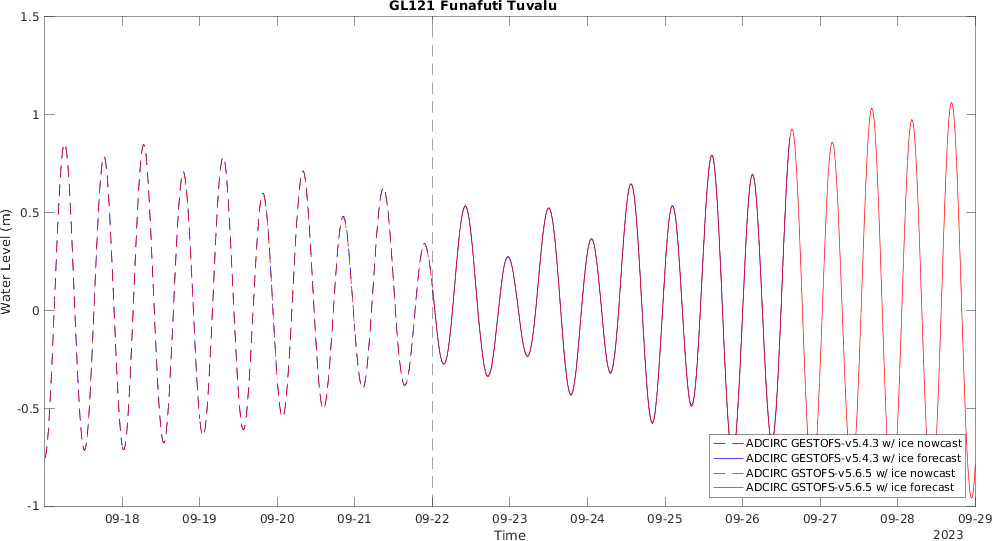 GL121 Funafuti Tuvalu
1.5
1
0.5
0
-0.5
-1
Water Level (m)
ADCIRC GESTOFS-v5.4.3 w/ ice nowcast
ADCIRC GESTOFS-v5.4.3 w/ ice forecast
ADCIRC GSTOFS-v5.6.5 w/ ice nowcast
ADCIRC GSTOFS-v5.6.5 w/ ice forecast
09-18 09-19 09-20 09-21 09-22 09-23 09-24 09-25 09-26 09-27 09-28 09-29
Time
2023